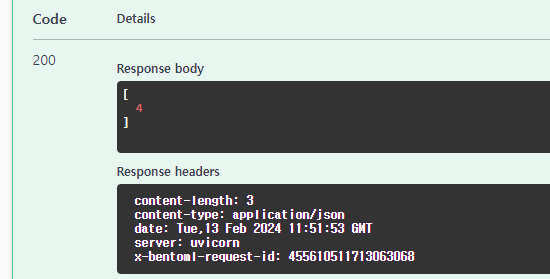 Code Details
200
Response body
[
4
]
Response headers
content-length: 3
content-type: application/json
date: Tue,13 Feb 2024 11:51:53 GMT
server: uvicorn
x-bentoml-request-id: 455610511713063068